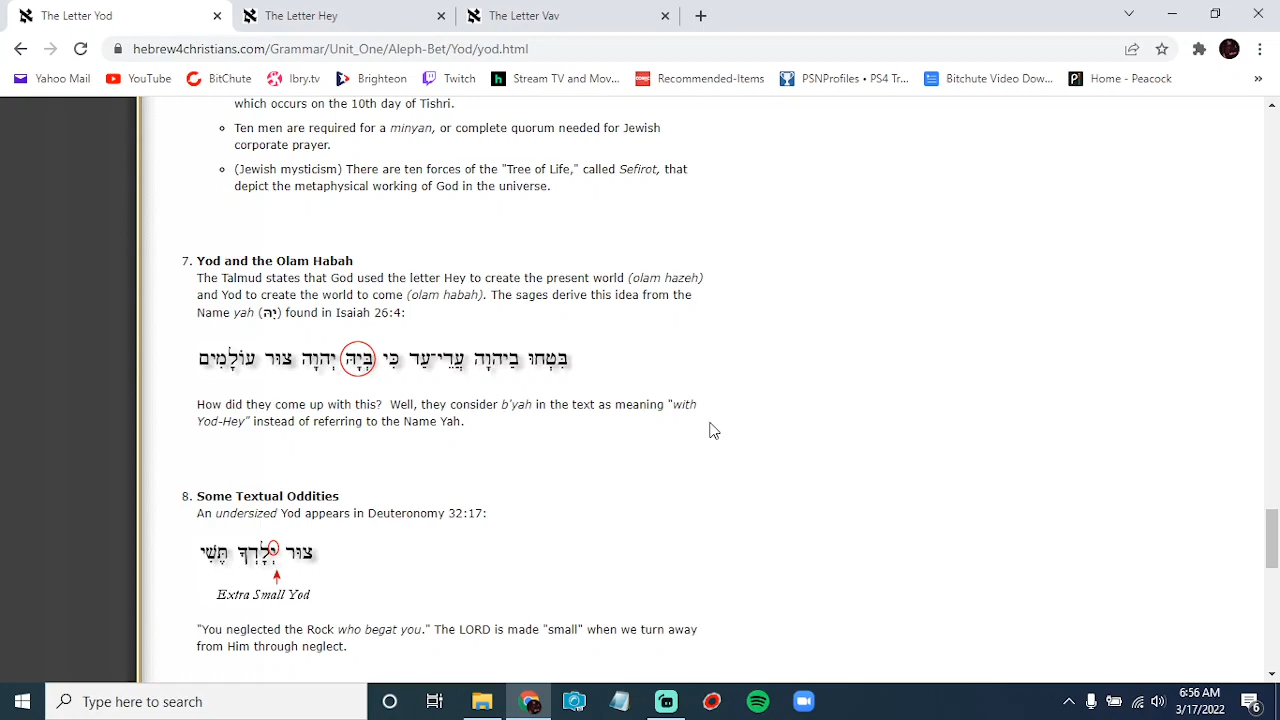 The Letter Yod
The Letter Hey
The Letter Vav
hebrew4christians.com/Grammar/Unit_One/Aleph-Bet/Yod/yod.html
Yahoo Mail
YouTube
BitChute
lbry.tv
Brighteon
Twitch
Stream TV and Mov...
Recommended-Items
PSNProfiles • PS4 Tr...
Bitchute Video Dow...
Home - Peacock
»
which occurs on the 10th day of Tishri.
Ten men are required for a minyan, or complete quorum needed for Jewish
corporate prayer.
(Jewish mysticism) There are ten forces of the "Tree of Life," called Sefirot, that
depict the metaphysical working of God in the universe.
7. Yod and the Olam Habah
The Talmud states that God used the letter Hey to create the present world (olam hazeh)
and Yod to create the world to come (olam habah). The sages derive this idea from the
Name yah (יָהּ) found in Isaiah 26:4:
בִּטְחוּ בַיהוָה עֲדֵי־עַד כִּי בְּיָהּ יְהוָה צוּר עוֹלָמִים
How did they come up with this?  Well, they consider b'yah in the text as meaning "with
Yod-Hey" instead of referring to the Name Yah.
8. Some Textual Oddities
An undersized Yod appears in Deuteronomy 32:17:
צוּר יְלָדְךָ תֶּשִׁי
Extra Small Yod
"You neglected the Rock who begat you." The LORD is made "small" when we turn away
from Him through neglect.
Type here to search
6:56 AM
3/17/2022
6